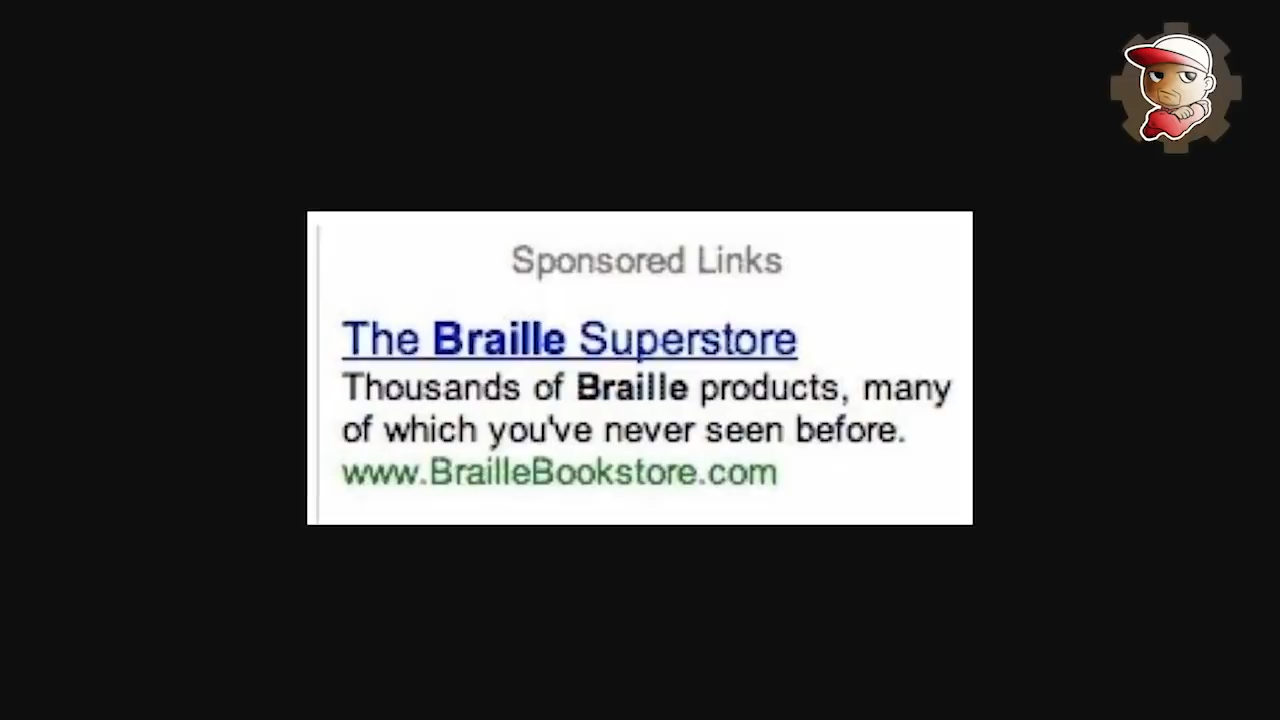 Sponsored Links
The Braille Superstore
Thousands of Braille products, many
of which you've never seen before.
www.BrailleBookstore.com